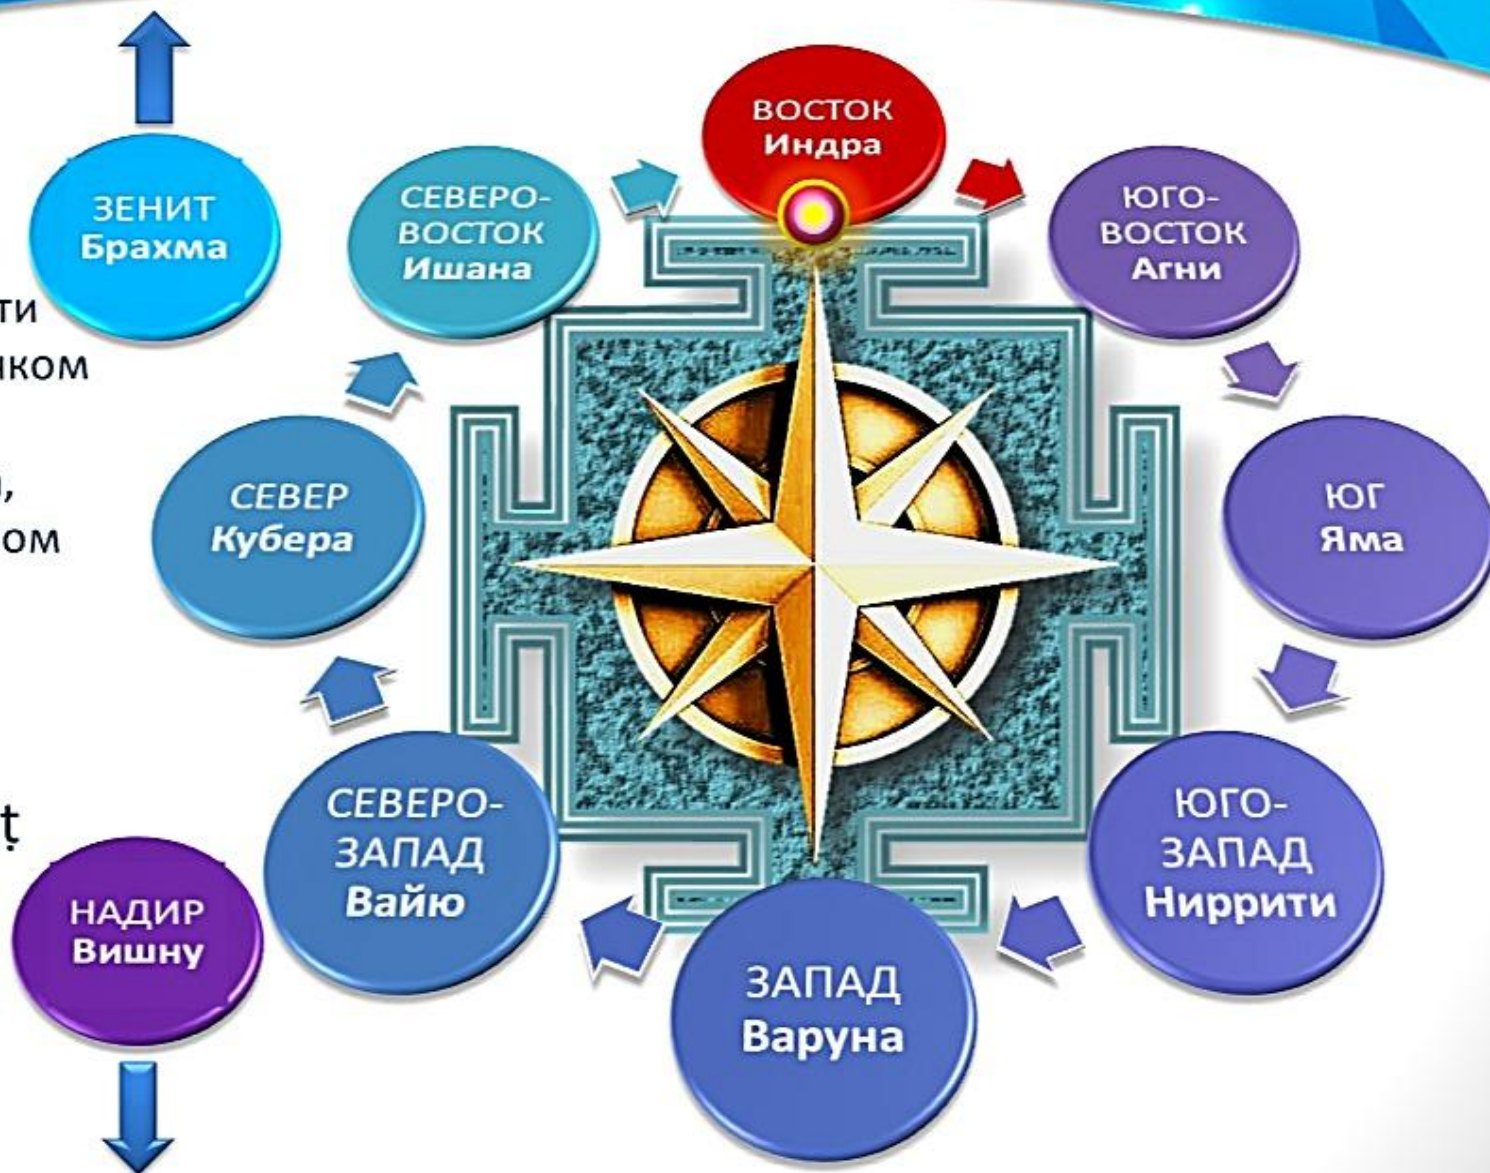 ЗЕНИТ
Брахма
СЕВЕРО-
ВОСТОК
Ишана
ВОСТОК
Индра
ЮГО-
ВОСТОК
Агни
СЕВЕР
Кубера
ЮГ
Яма
СЕВЕРО-
ЗАПАД
Вайю
ЮГО-
ЗАПАД
Ниррити
НАДИР
Вишну
ЗАПАД
Варуна